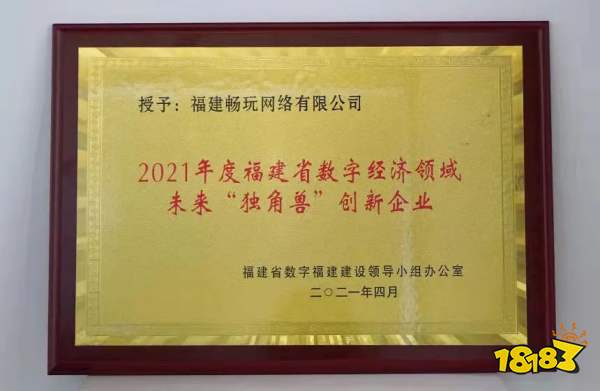 授予：福建畅玩网络有限公司
2021年度福建省数字经济领域
未来“独角兽”创新企业
福建省数字福建建设领导小组办公室
二〇二一年四月
18183